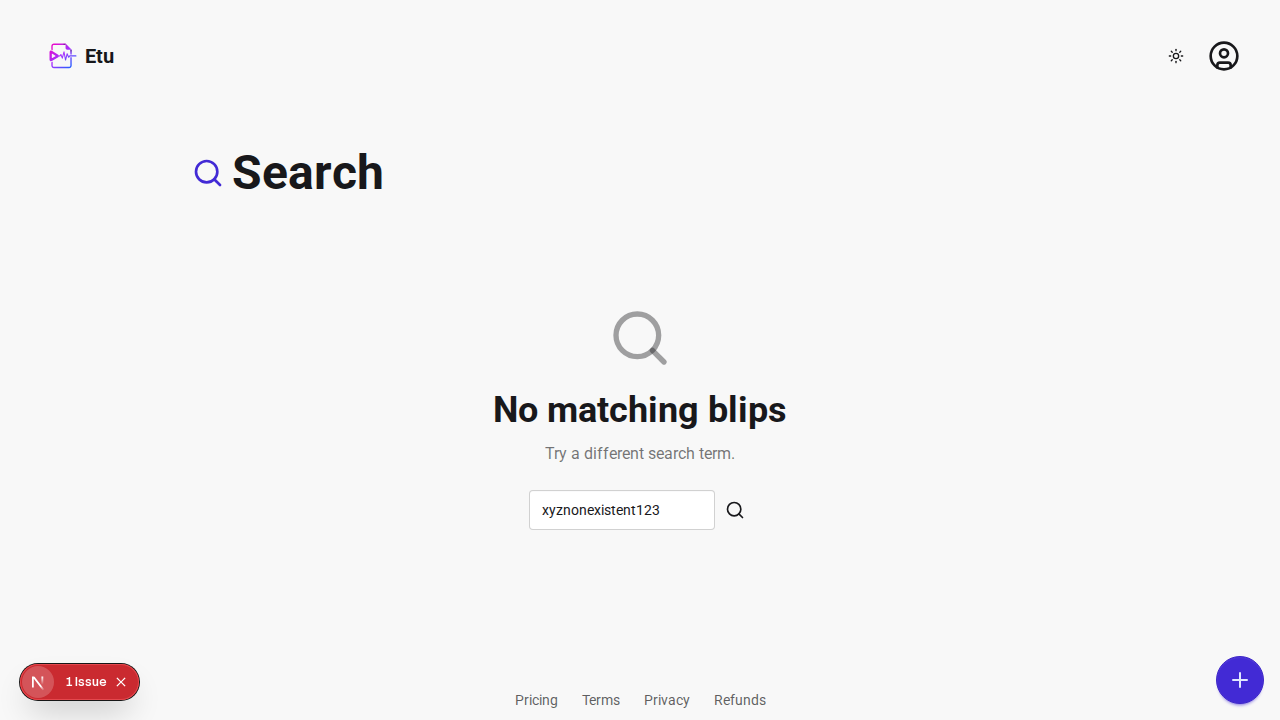 Etu
Search
No matching blips
Try a different search term.
xyznonexistent123
1 Issue
Pricing Terms Privacy Refunds